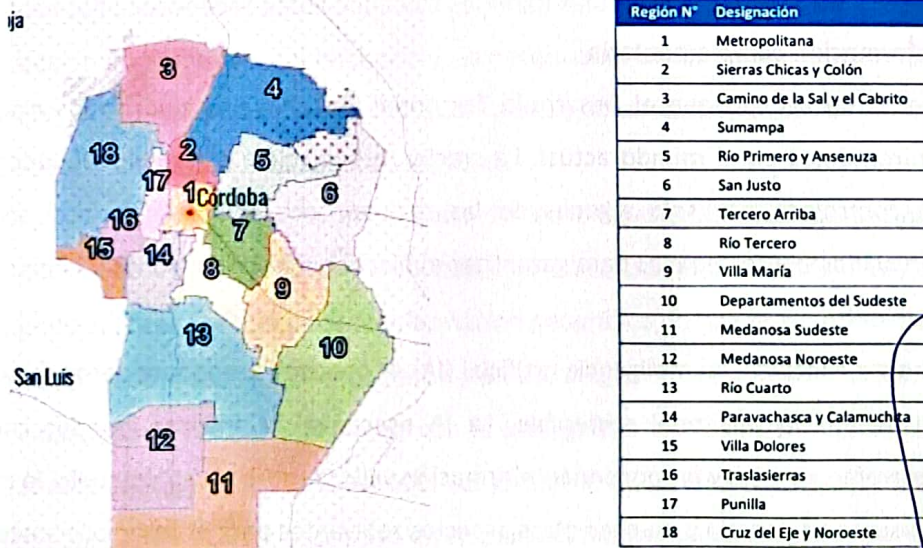 oja
3
4
18
2
5
17
1
Córdoba
6
16
7
15
14
8
9
13
10
San Luis
12
11
Región N° Designación
1 Metropolitana
2 Sierras Chicas y Colón
3 Camino de la Sal y el Cabrito
4 Sumampa
5 Río Primero y Ansenuza
6 San Justo
7 Tercero Arriba
8 Río Tercero
9 Villa María
10 Departamentos del Sudeste
11 Medanosa Sudeste
12 Medanosa Noroeste
13 Río Cuarto
14 Paravachasca y Calamuchita
15 Villa Dolores
16 Traslasierras
17 Punilla
18 Cruz del Eje y Noroeste